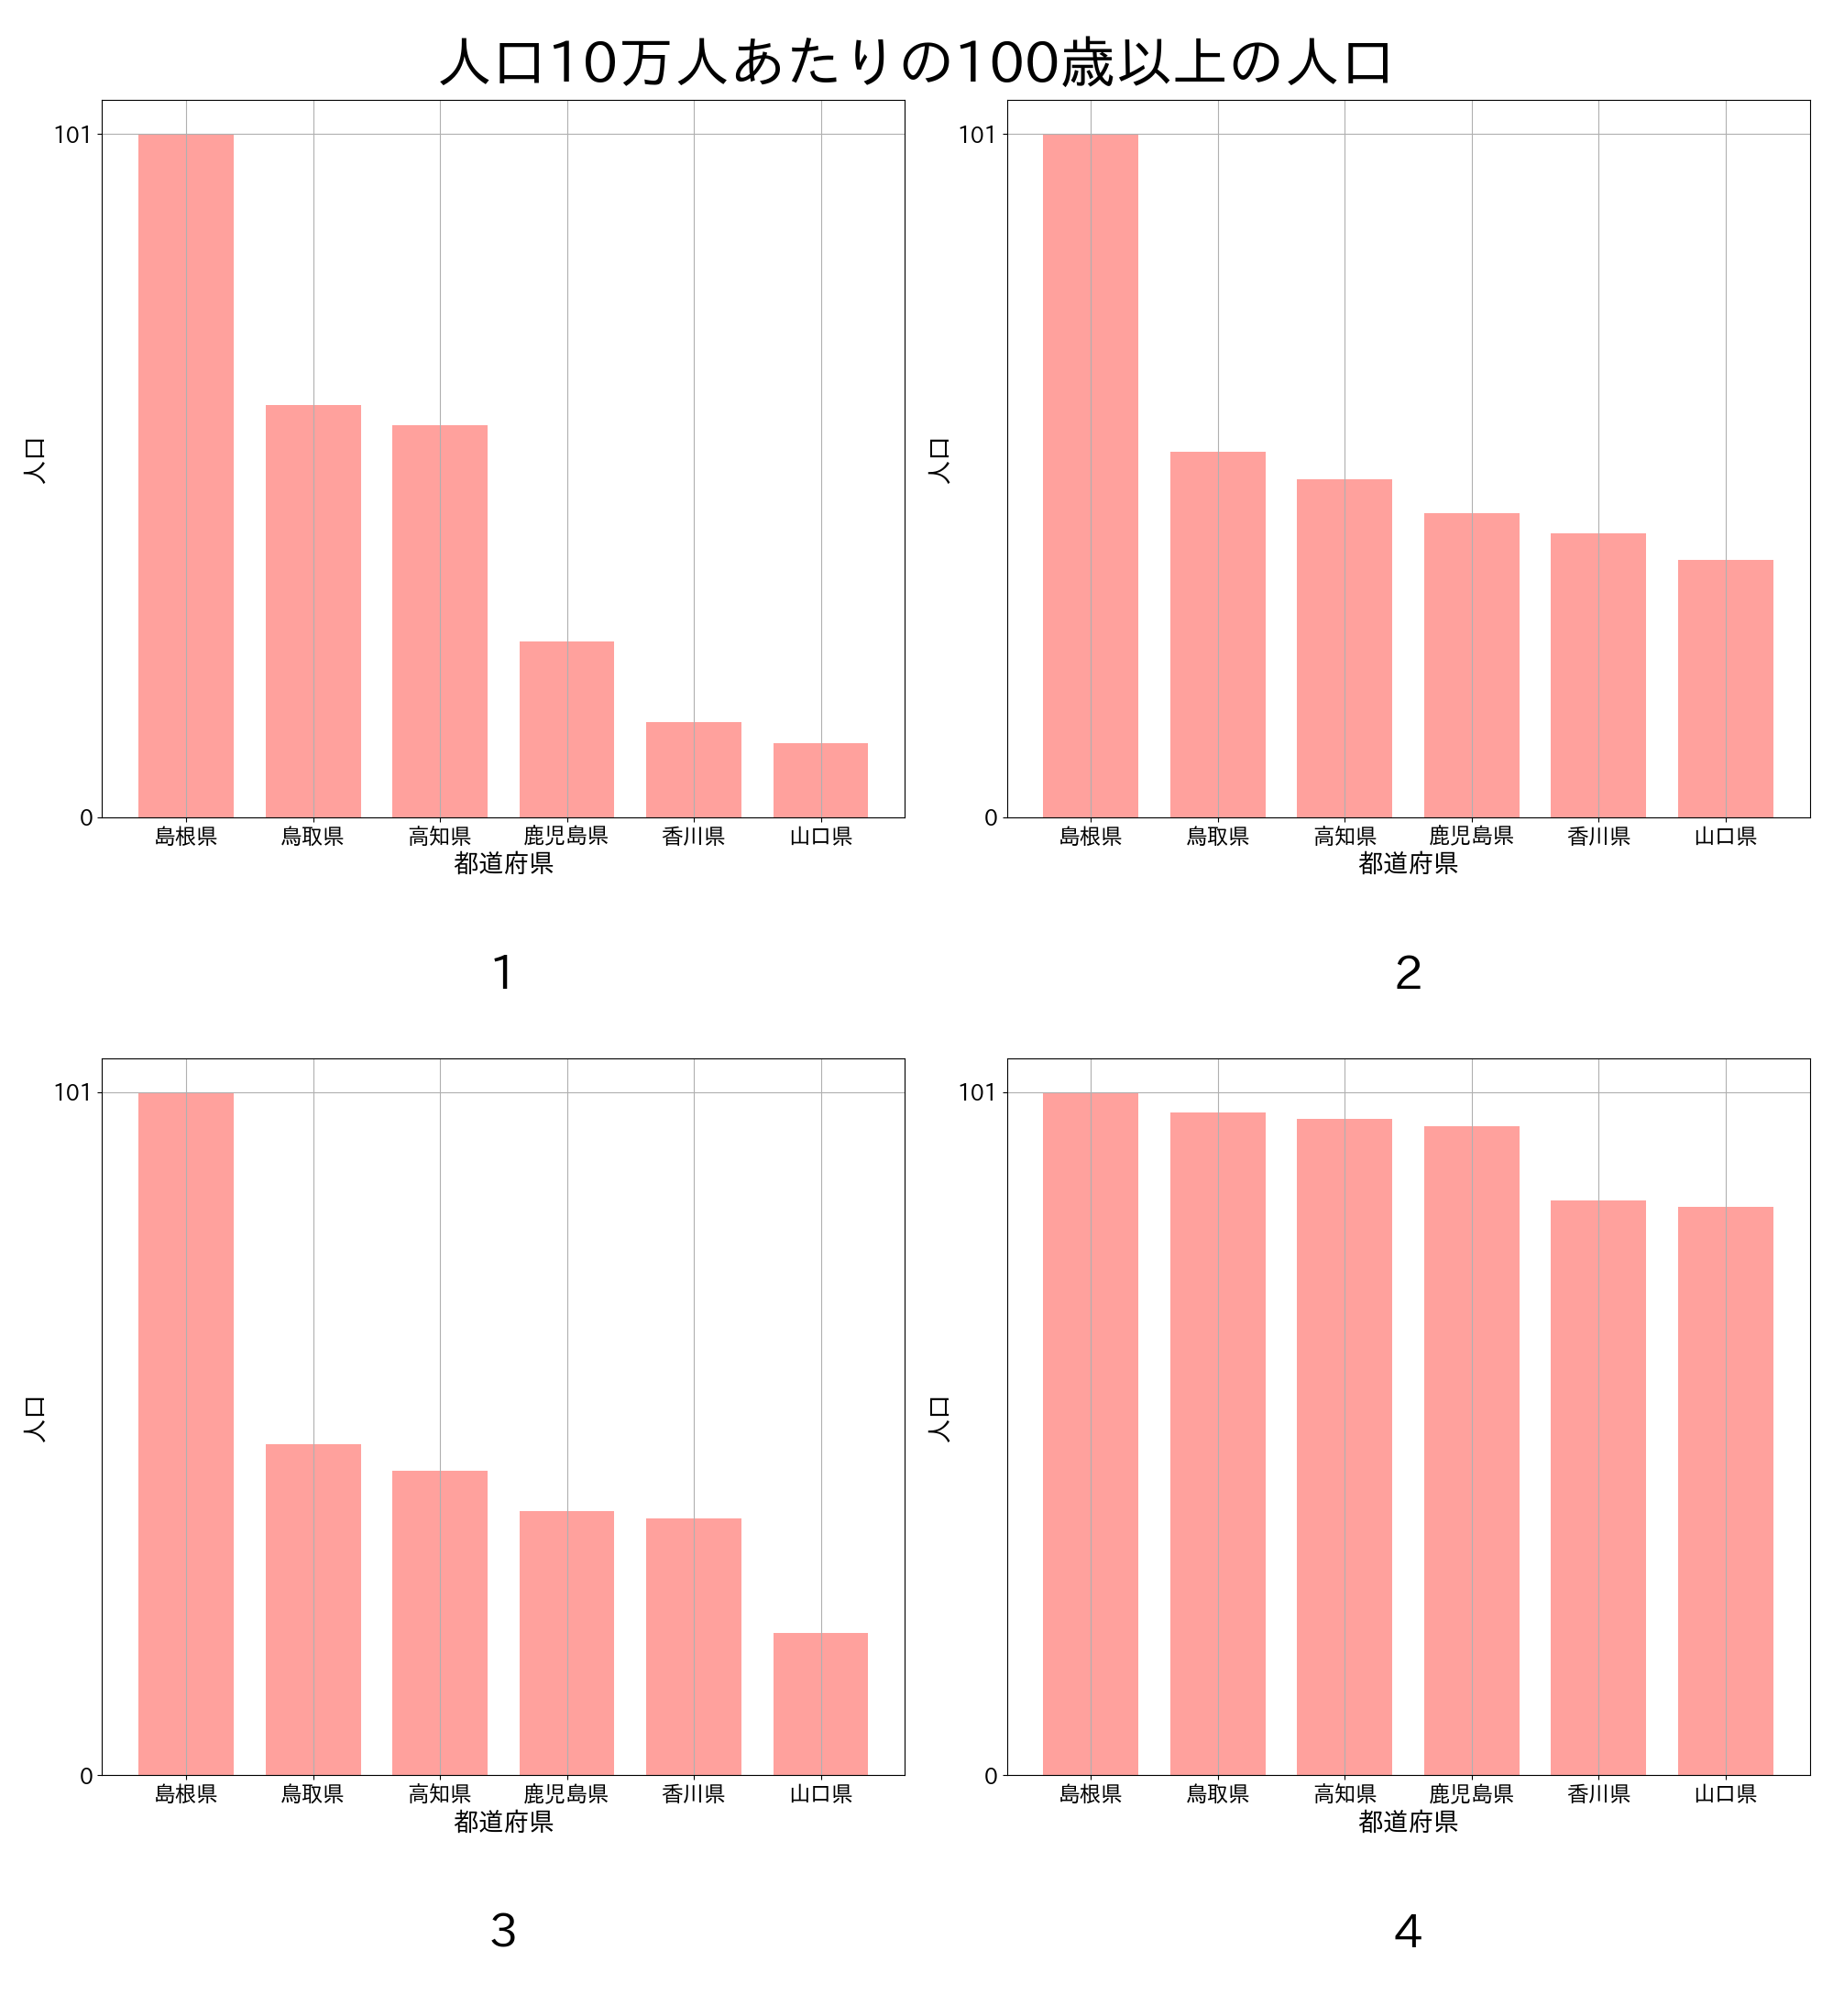 人口10万人あたりの100歳以上の人口
101
0
人口
島根県 鳥取県 高知県 鹿児島県 香川県 山口県
都道府県
1
101
0
人口
島根県 鳥取県 高知県 鹿児島県 香川県 山口県
都道府県
2
101
0
人口
島根県 鳥取県 高知県 鹿児島県 香川県 山口県
都道府県
3
101
0
人口
島根県 鳥取県 高知県 鹿児島県 香川県 山口県
都道府県
4